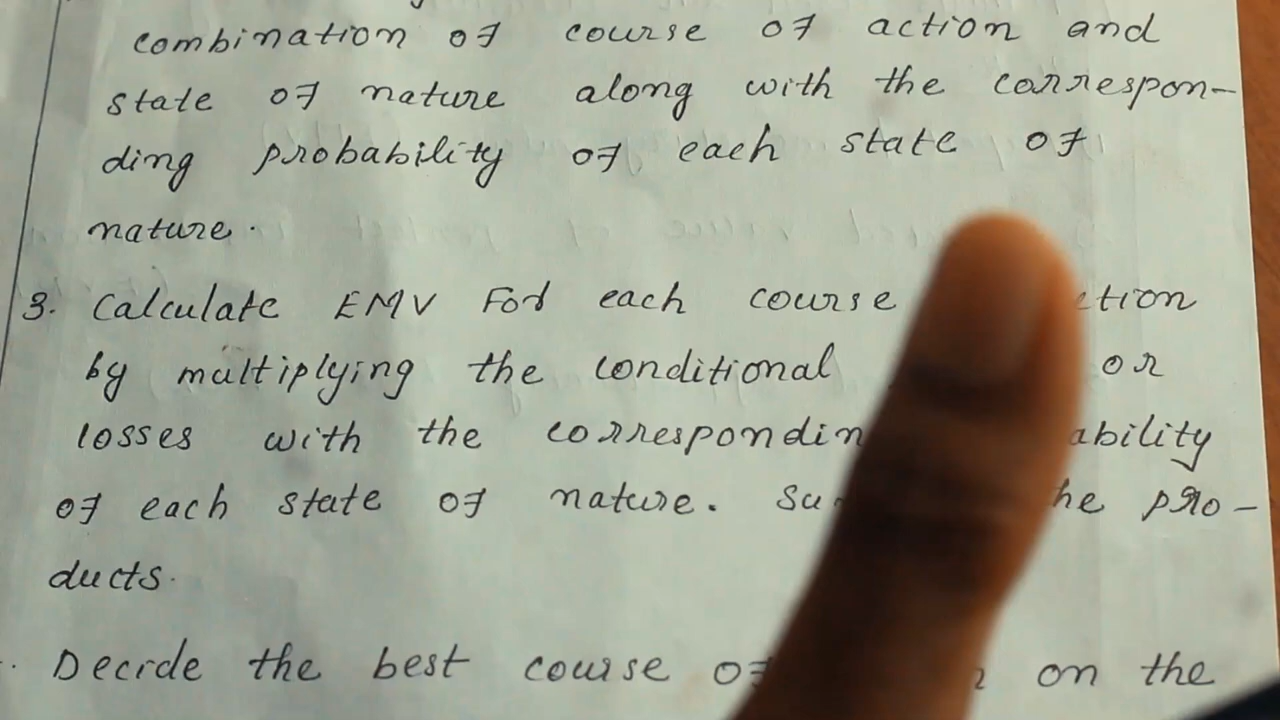 combination of course of action and
state of nature along with the correspon-
ding probability of each state of
nature.
3. Calculate EMV For each course
by multiplying the conditional or
losses with the
of each state of nature. pro-
ducts.
Decide the best course on the